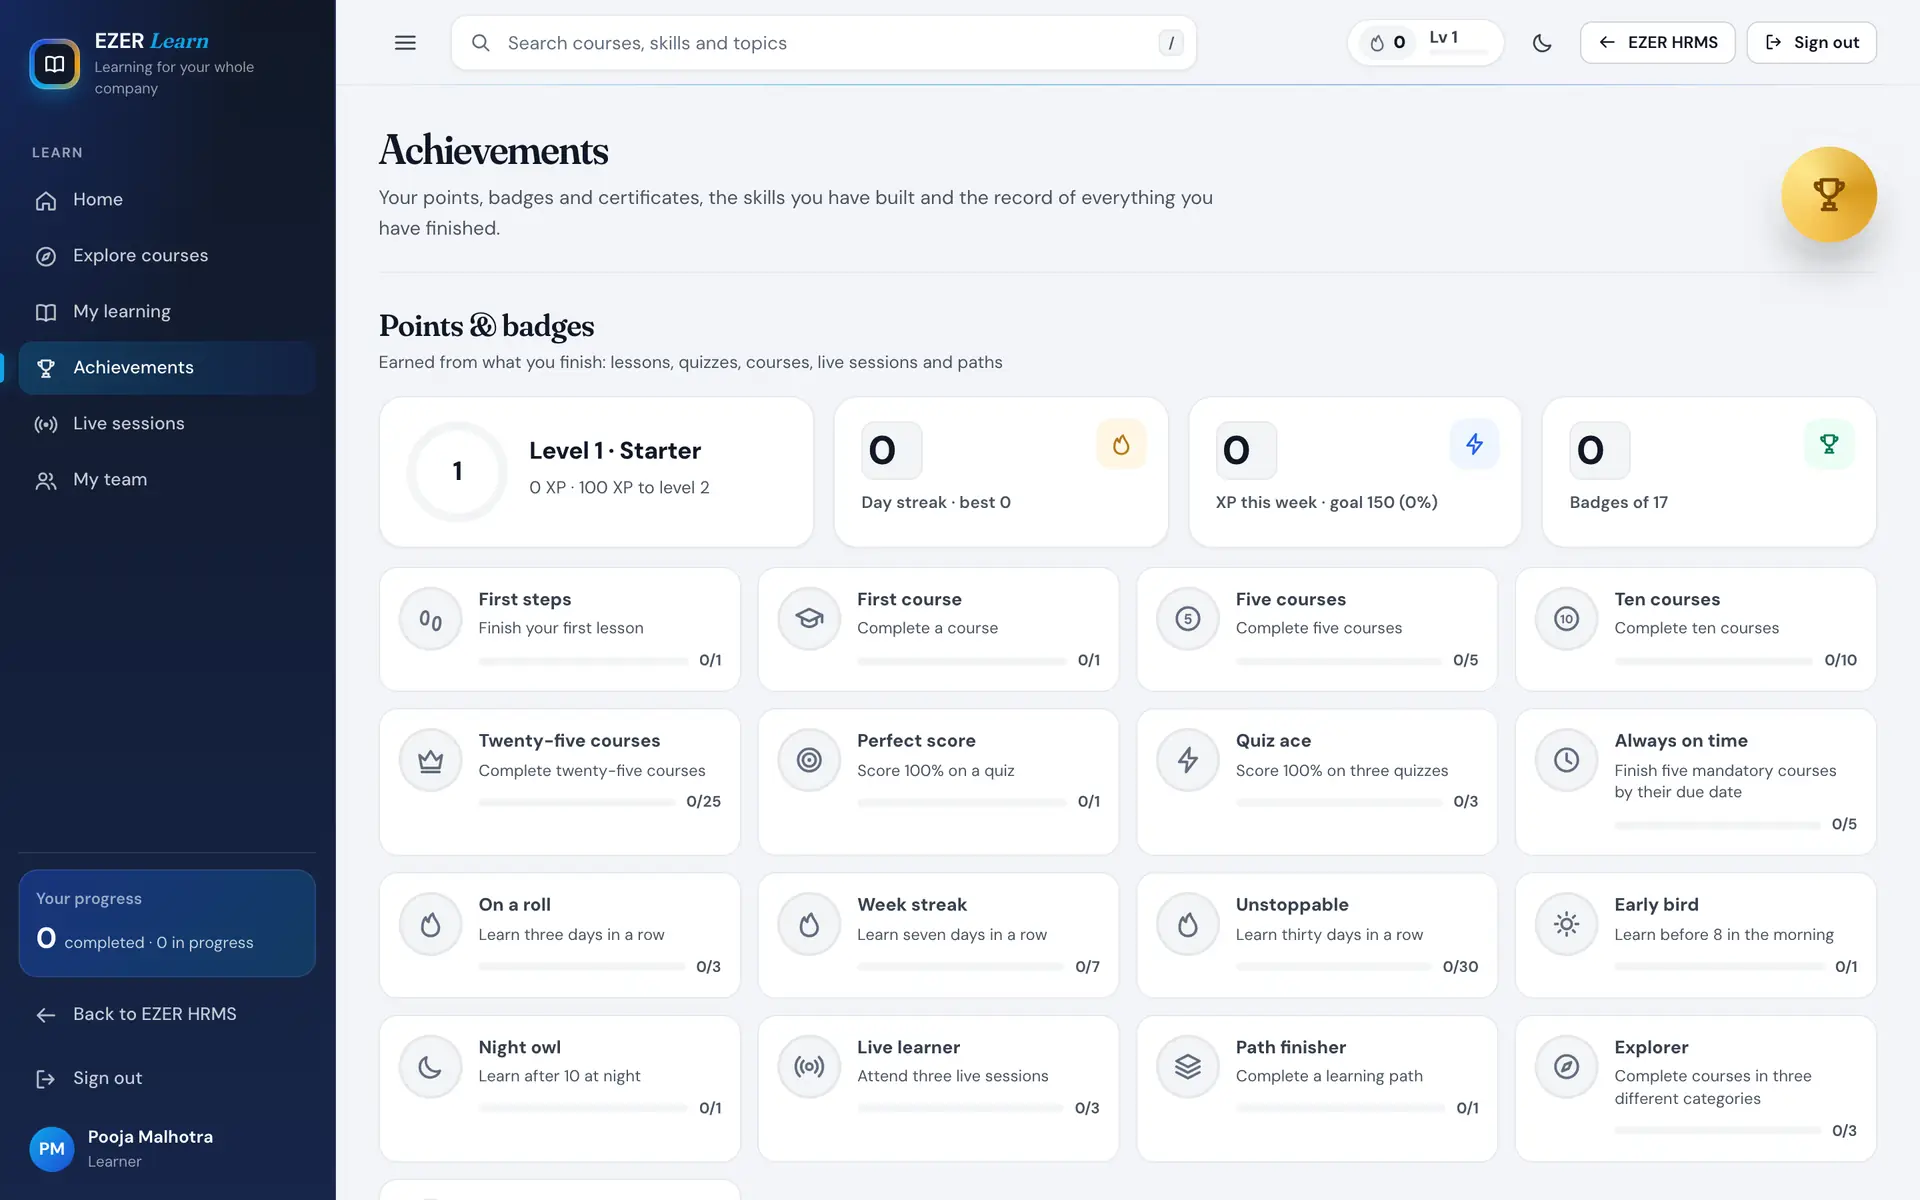 EZER Learn
Learning for your whole
company
LEARN
Home
Explore courses
My learning
Achievements
Live sessions
My team
Your progress
0 completed · 0 in progress
Back to EZER HRMS
Sign out
PM
Pooja Malhotra
Learner
Search courses, skills and topics
/
0
Lv 1
EZER HRMS
Sign out
Achievements
Your points, badges and certificates, the skills you have built and the record of everything you
have finished.
Points & badges
Earned from what you finish: lessons, quizzes, courses, live sessions and paths
1
Level 1 · Starter
0 XP · 100 XP to level 2
0
Day streak · best 0
0
XP this week · goal 150 (0%)
0
Badges of 17
First steps
Finish your first lesson
0/1
First course
Complete a course
0/1
5
Five courses
Complete five courses
0/5
10
Ten courses
Complete ten courses
0/10
Twenty-five courses
Complete twenty-five courses
0/25
Perfect score
Score 100% on a quiz
0/1
Quiz ace
Score 100% on three quizzes
0/3
Always on time
Finish five mandatory courses
by their due date
0/5
On a roll
Learn three days in a row
0/3
Week streak
Learn seven days in a row
0/7
Unstoppable
Learn thirty days in a row
0/30
Early bird
Learn before 8 in the morning
0/1
Night owl
Learn after 10 at night
0/1
Live learner
Attend three live sessions
0/3
Path finisher
Complete a learning path
0/1
Explorer
Complete courses in three
different categories
0/3